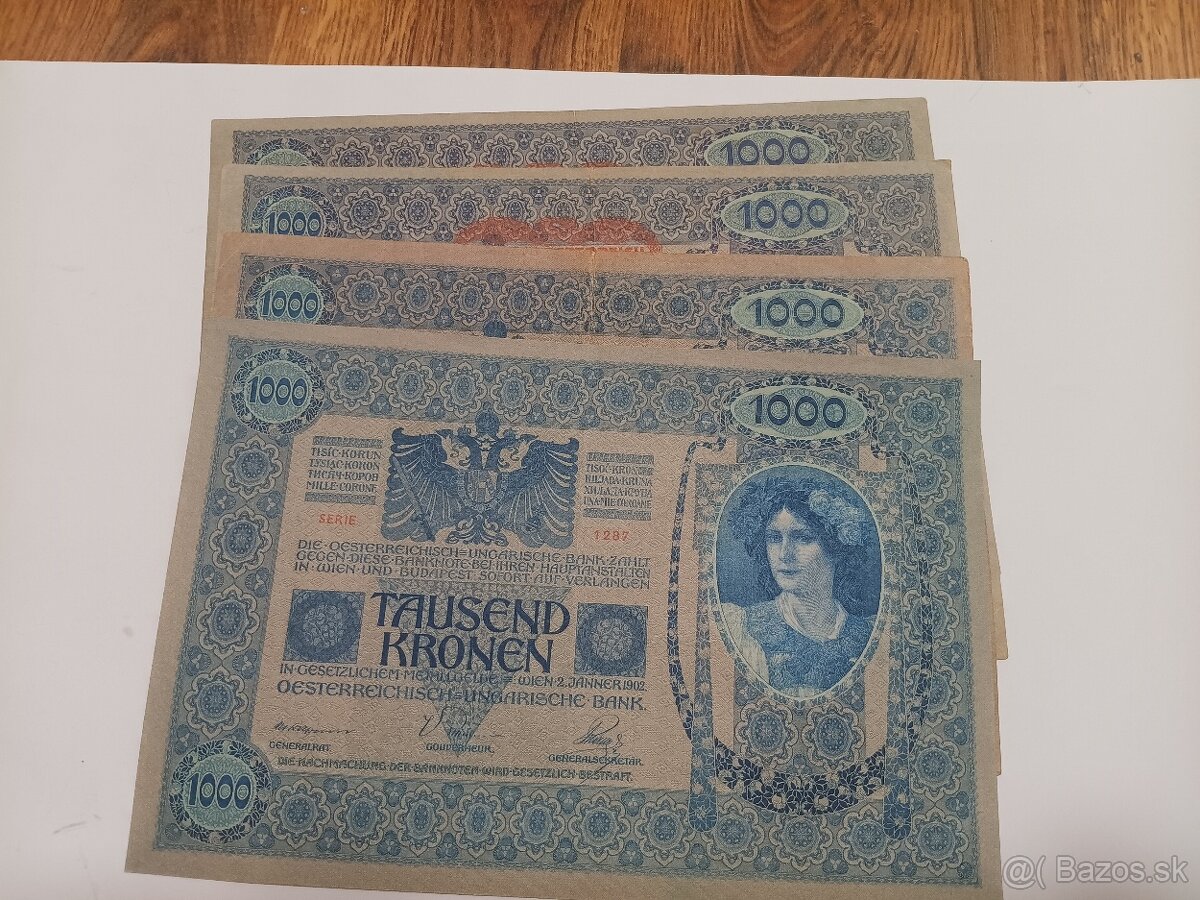 1000
1000
1000
1000
1000
1000
1000
TISÍC·KORUN
TYSIĄC·KORON
ТИСЯЧ·КОРОН
MILLE·CORONE
SERIE
1287
DIE·OESTERREICHISCH=UNGARISCHE·BANK·ZAHLT
GEGEN·DIESE·BANKNOTE·BEI·IHREN HAUPTANSTALTEN
IN·WIEN·UND·BUDAPEST SOFORT·AUF·VERLANGEN
TAUSEND
KRONEN
IN·GESETZLICHEM·METALLGELDE=WIEN·2.JÄNNER 1902.
OESTERREICHISCH=UNGARISCHE BANK.
GENERALRAT.
GOUVERNEUR.
GENERALSEKRETÄR.
DIE NACHMACHUNG DER BANKNOTEN WIRD GESETZLICH BESTRAFT.
1000
1000
@( Bazos.sk